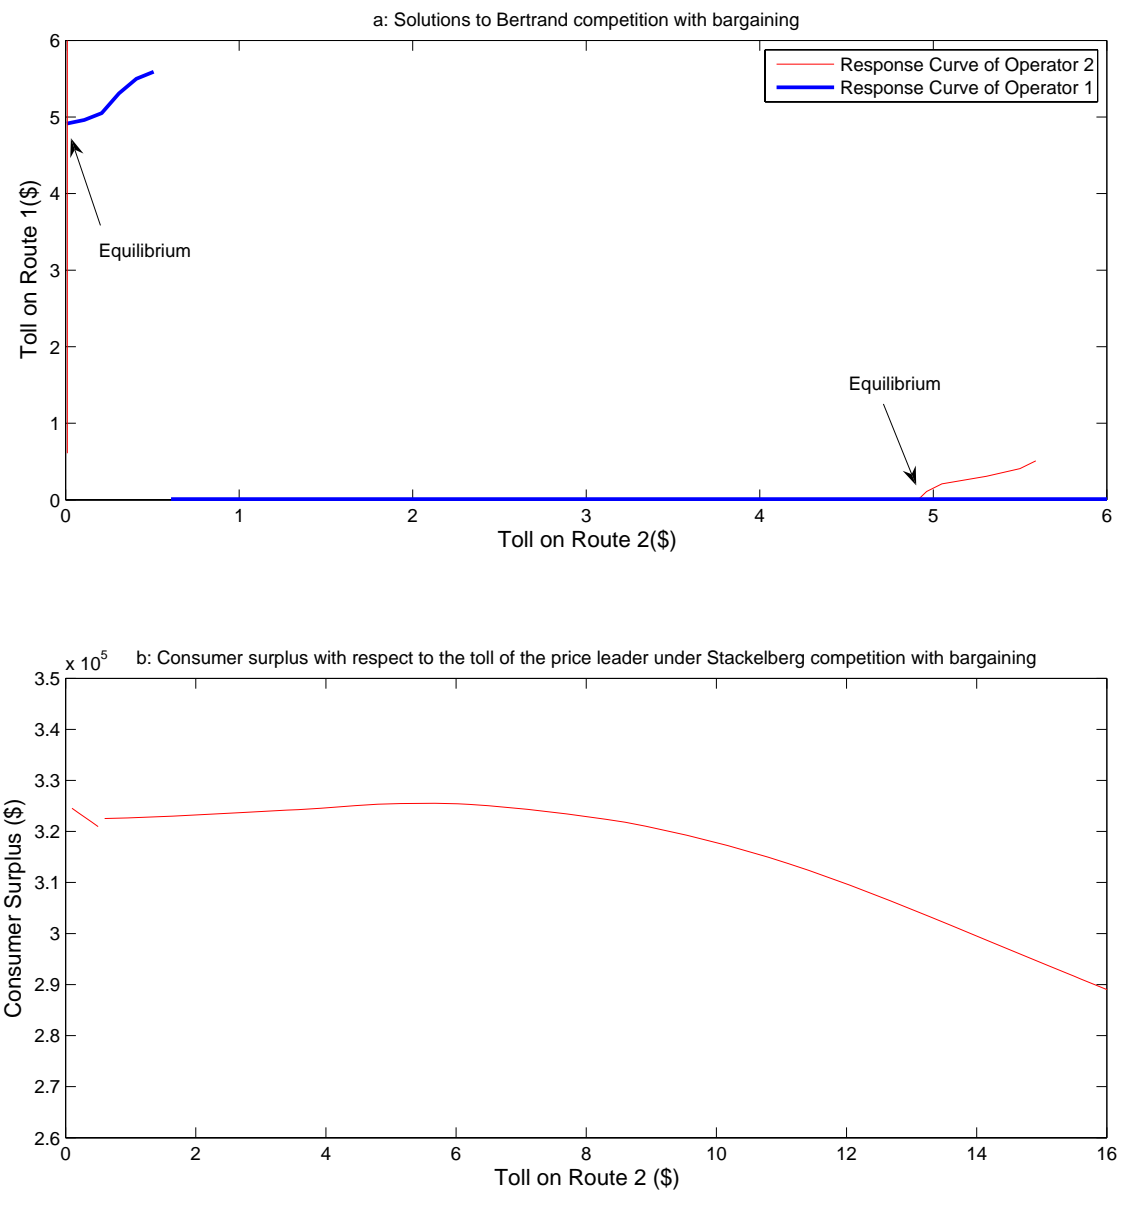 a: Solutions to Bertrand competition with bargaining
6
5
4
3
2
1
0
Toll on Route 1($)
Response Curve of Operator 2
Response Curve of Operator 1
Equilibrium
Equilibrium
0 1 2 3 4 5 6
Toll on Route 2($)
x 10^5
b: Consumer surplus with respect to the toll of the price leader under Stackelberg competition with bargaining
3.5
3.4
3.3
3.2
3.1
3
2.9
2.8
2.7
2.6
Consumer Surplus ($)
0 2 4 6 8 10 12 14 16
Toll on Route 2 ($)